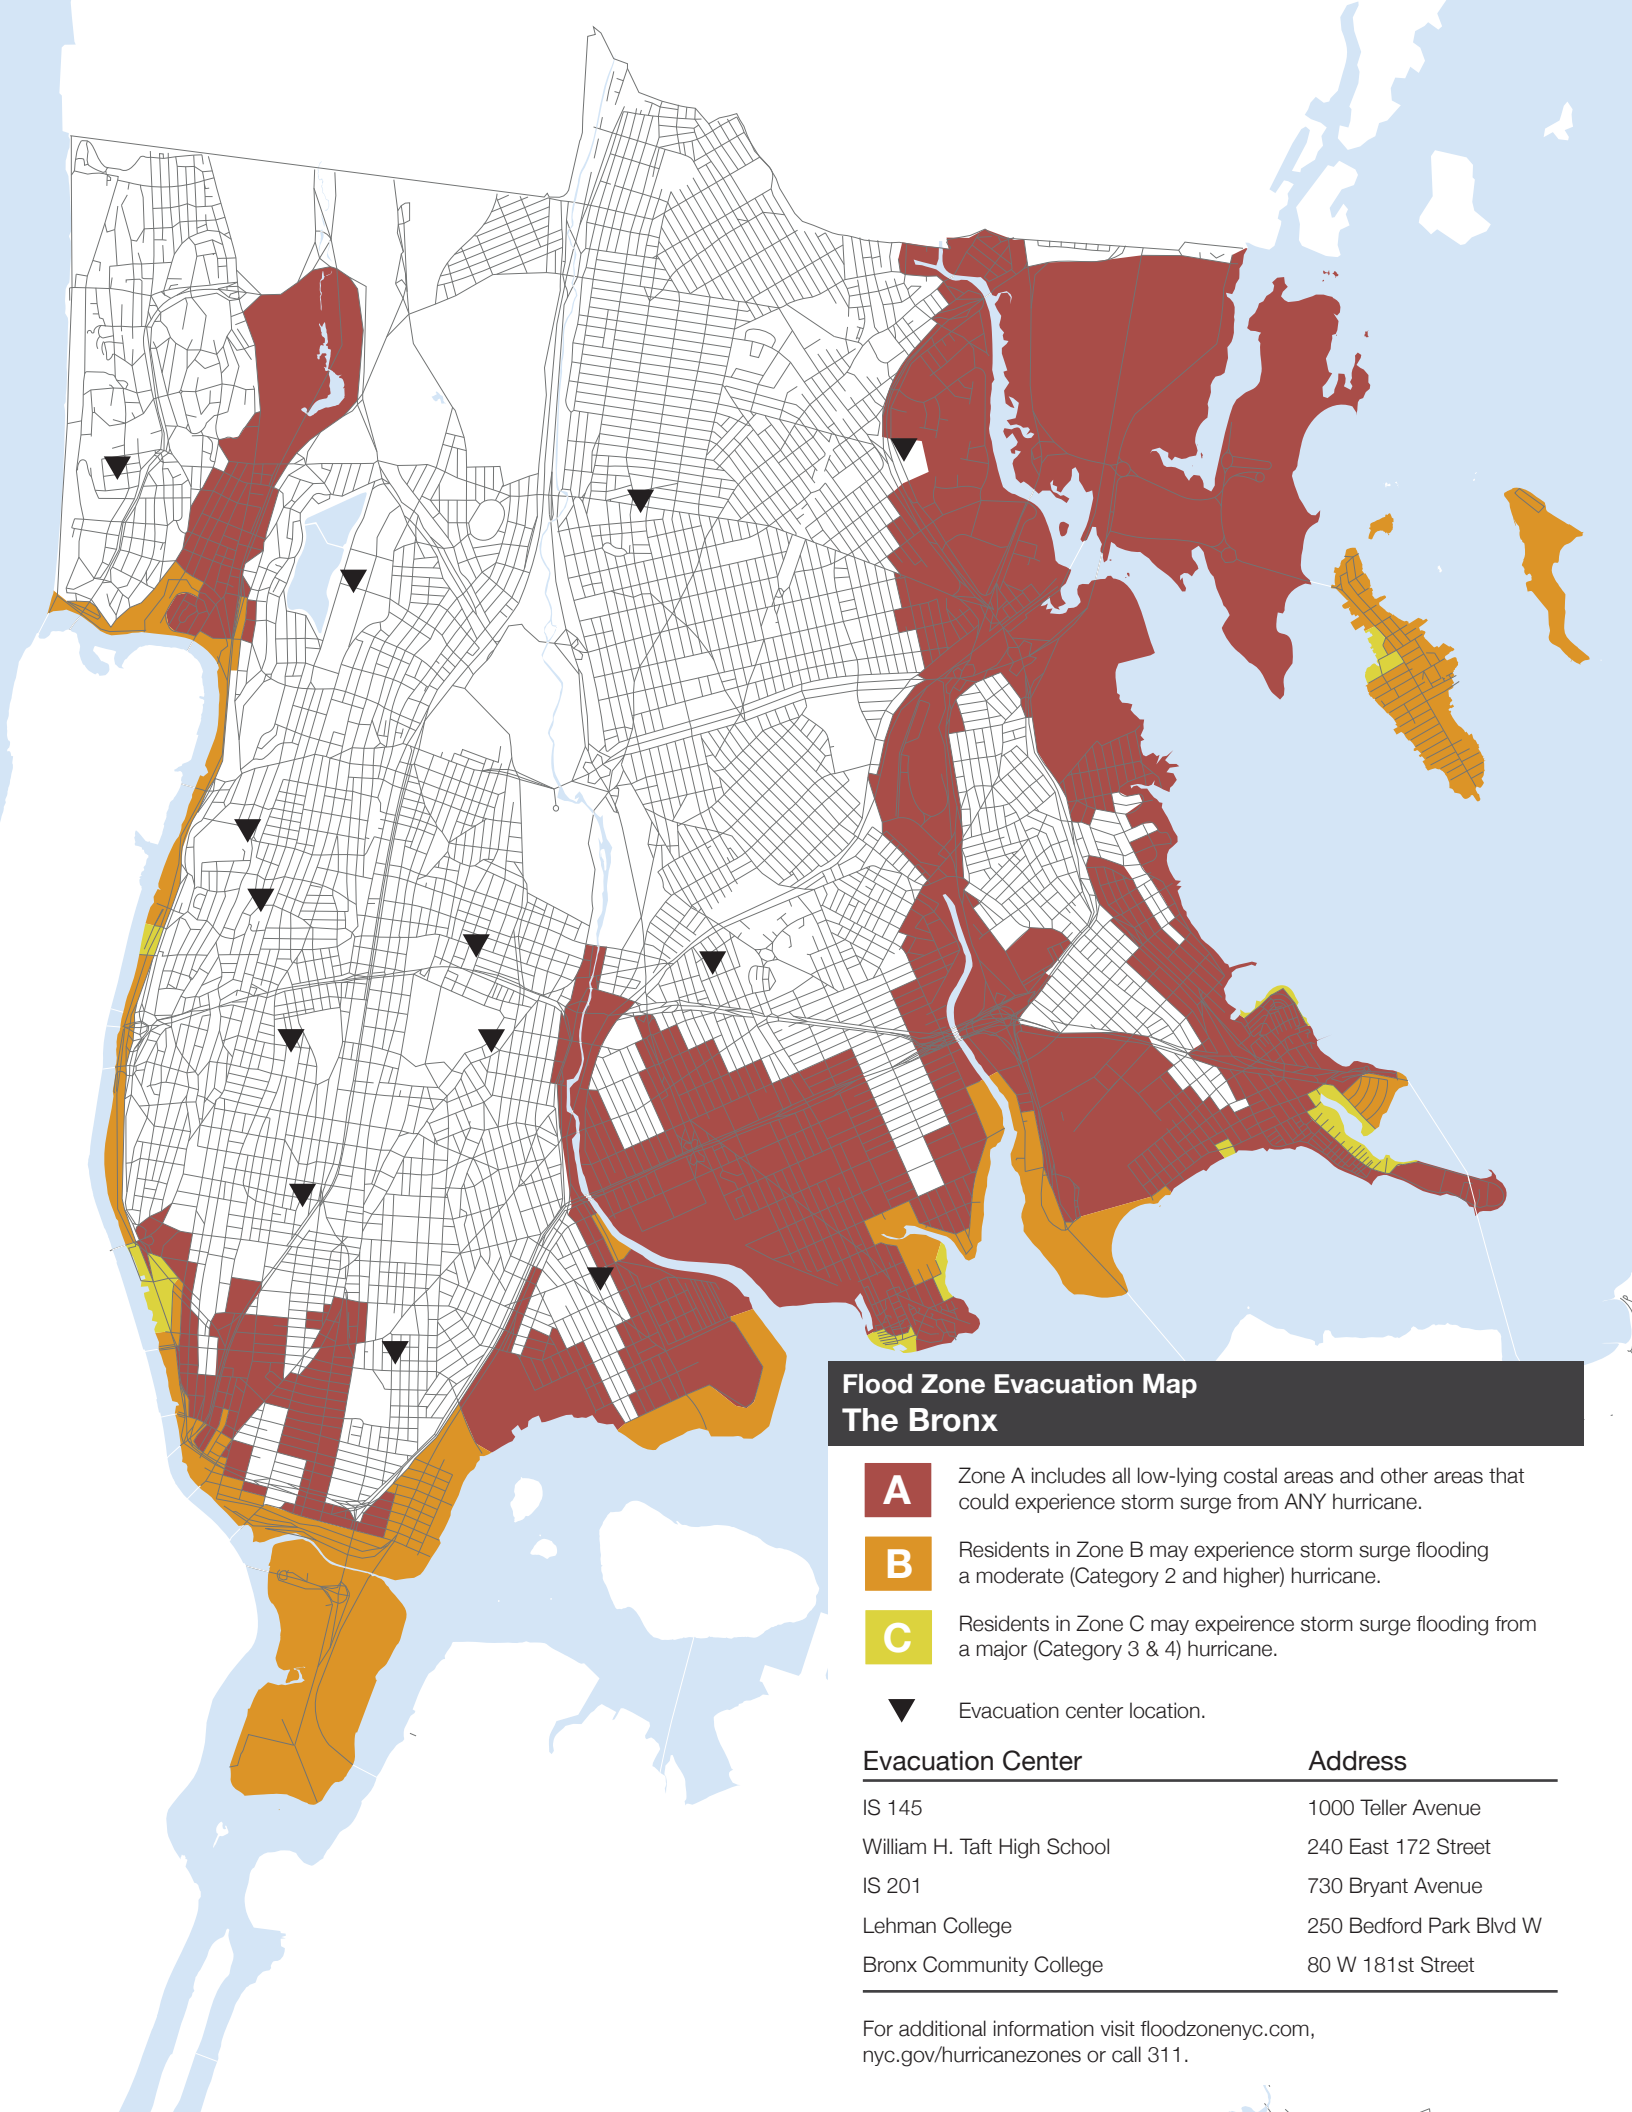 Flood Zone Evacuation Map
The Bronx
A
Zone A includes all low-lying costal areas and other areas that
could experience storm surge from ANY hurricane.
B
Residents in Zone B may experience storm surge flooding
a moderate (Category 2 and higher) hurricane.
C
Residents in Zone C may expeirence storm surge flooding from
a major (Category 3 & 4) hurricane.
Evacuation center location.
Evacuation Center Address
IS 145 1000 Teller Avenue
William H. Taft High School 240 East 172 Street
IS 201 730 Bryant Avenue
Lehman College 250 Bedford Park Blvd W
Bronx Community College 80 W 181st Street
For additional information visit floodzonenyc.com,
nyc.gov/hurricanezones or call 311.